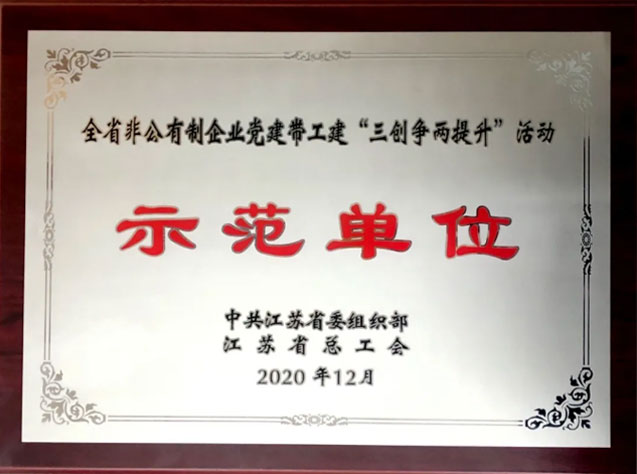 全省非公有制企业党建带工建“三创争两提升”活动
示范单位
中共江苏省委组织部
江苏省总工会
2020年12月